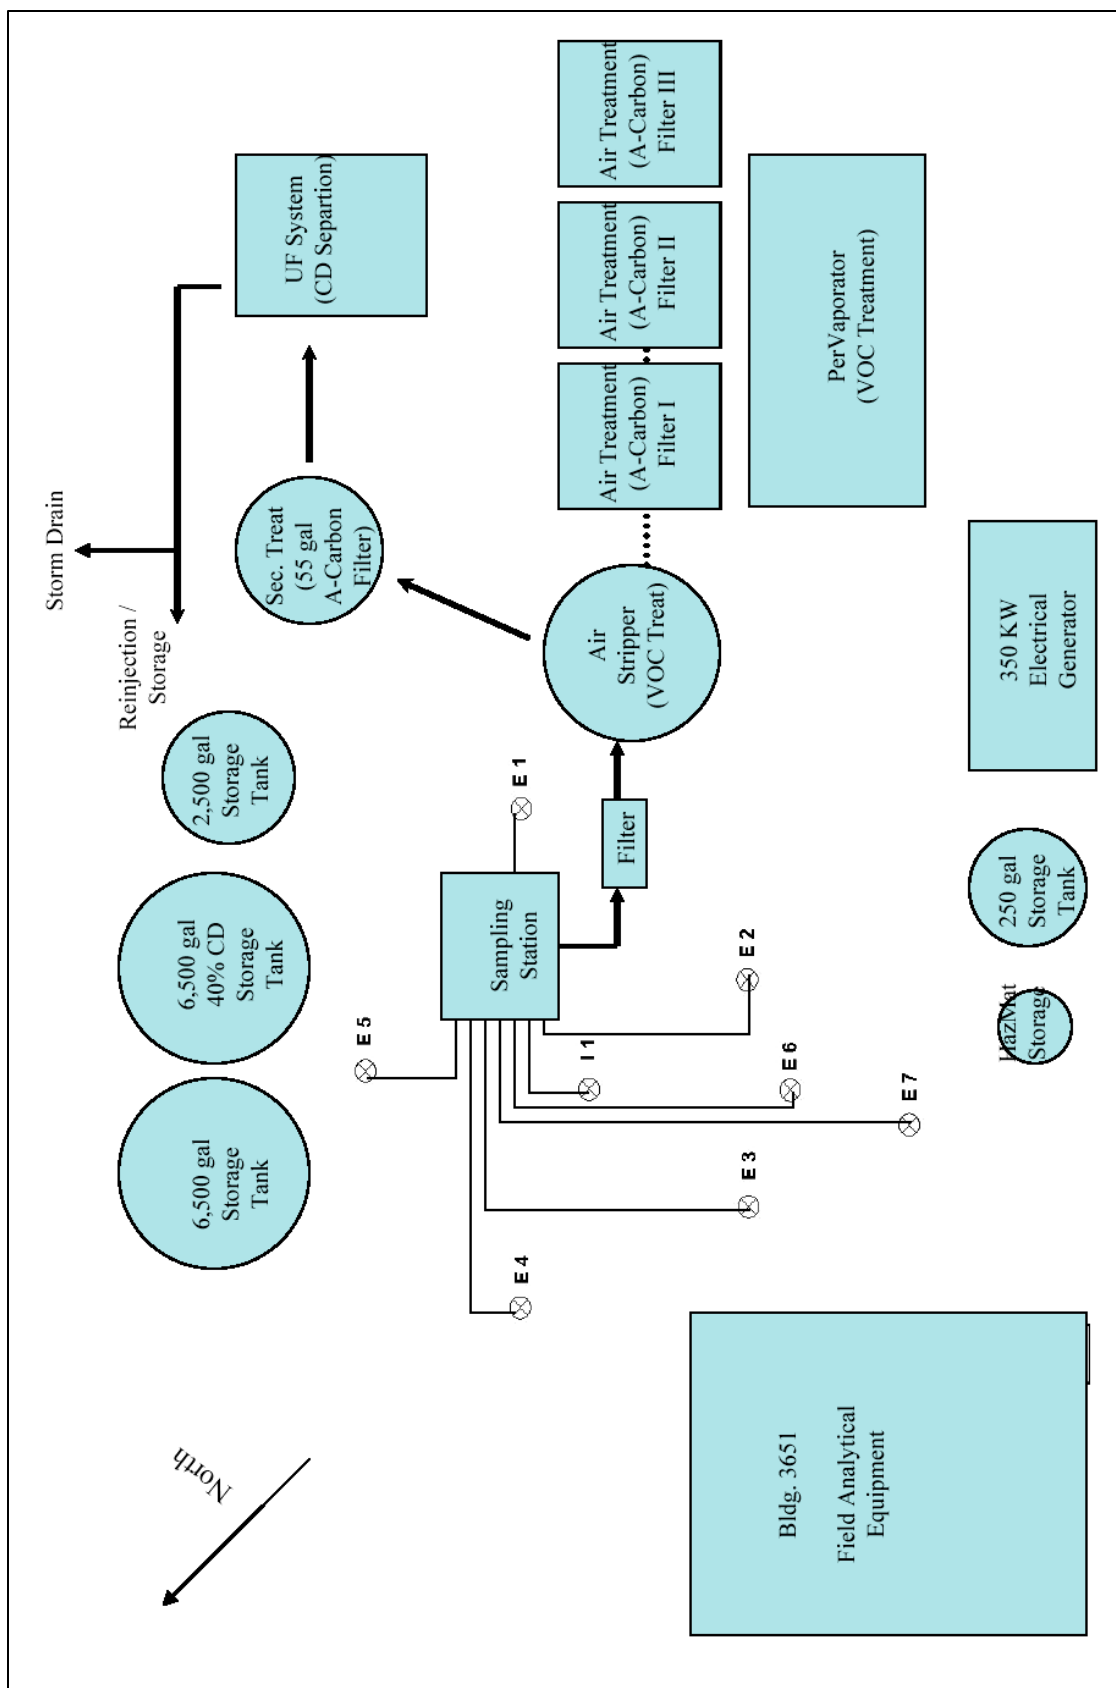 Storm Drain
Reinjection /
Storage
North
6,500 gal
Storage
Tank
6,500 gal
40% CD
Storage
Tank
2,500 gal
Storage
Tank
Sec. Treat
(55 gal
A-Carbon
Filter)
UF System
(CD Separtion)
E 5
E 4
Sampling
Station
E 1
I 1
Filter
Air
Stripper
(VOC Treat)
Air Treatment
(A-Carbon)
Filter I
Air Treatment
(A-Carbon)
Filter II
Air Treatment
(A-Carbon)
Filter III
E 3
E 6
E 2
E 7
Bldg. 3651
Field Analytical
Equipment
PerVaporator
(VOC Treatment)
HazMat
Storage
250 gal
Storage
Tank
350 KW
Electrical
Generator